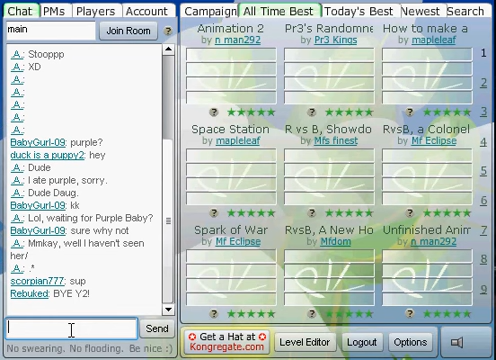 Chat PMs Players Account
main Join Room ?
.A.: Stooppp
.A.: XD
.A.:
.A.:
.A.:
.A.:
.A.:
BabyGurl-09: purple?
duck is a puppy2: hey
.A.: Dude
.A.: I ate purple, sorry.
.A.: Dude Daug.
BabyGurl-09: kk
.A.: Lol, waiting for Purple Baby?
BabyGurl-09: sure why not
.A.: Mmkay, well I haven't seen
her/
.A.: .*
scorpian777: sup
Rebuked: BYE Y2!
Send
No swearing. No flooding. Be nice :)
Campaign All Time Best Today's Best Newest Search
Animation 2 Pr3's Randomne How to make a
by n man292 by Pr3 Kings by mapleleaf
? ? ?
Space Station R vs B, Showdo RvsB, a Colonel
by mapleleaf by Mfs finest by Mf Eclipse
? ? ?
Spark of War RvsB, A New Ho Unfinished Anir
by Mf Eclipse by Mfdom by n man292
? ? ?
1
2
3
4
5
6
7
8
9
Get a Hat at
Kongregate.com
Level Editor Logout Options